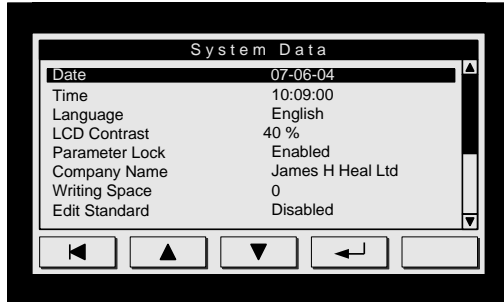 System Data
Date 07-06-04
Time 10:09:00
Language English
LCD Contrast 40 %
Parameter Lock Enabled
Company Name James H Heal Ltd
Writing Space 0
Edit Standard Disabled